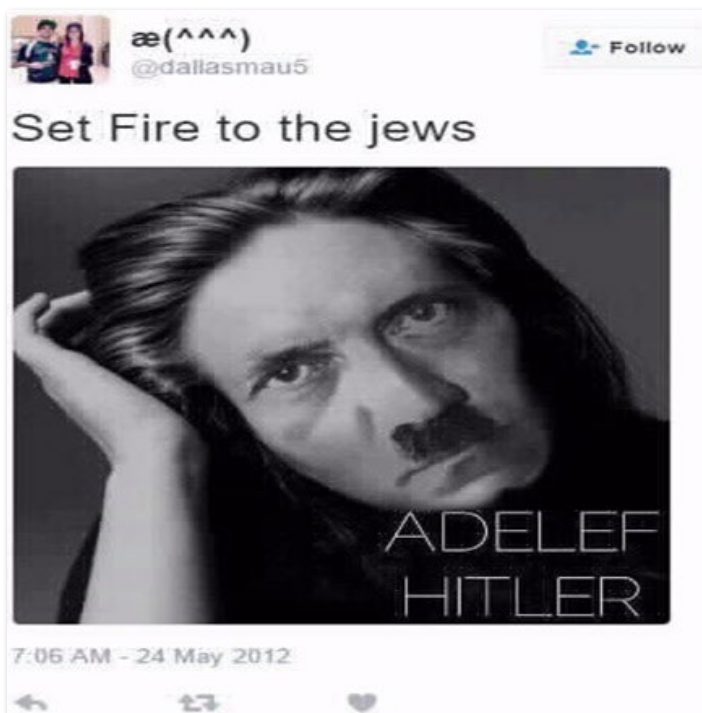 æ(^^^)
@dallasmau5
Follow
Set Fire to the jews
ADELEF
HITLER
7:06 AM - 24 May 2012